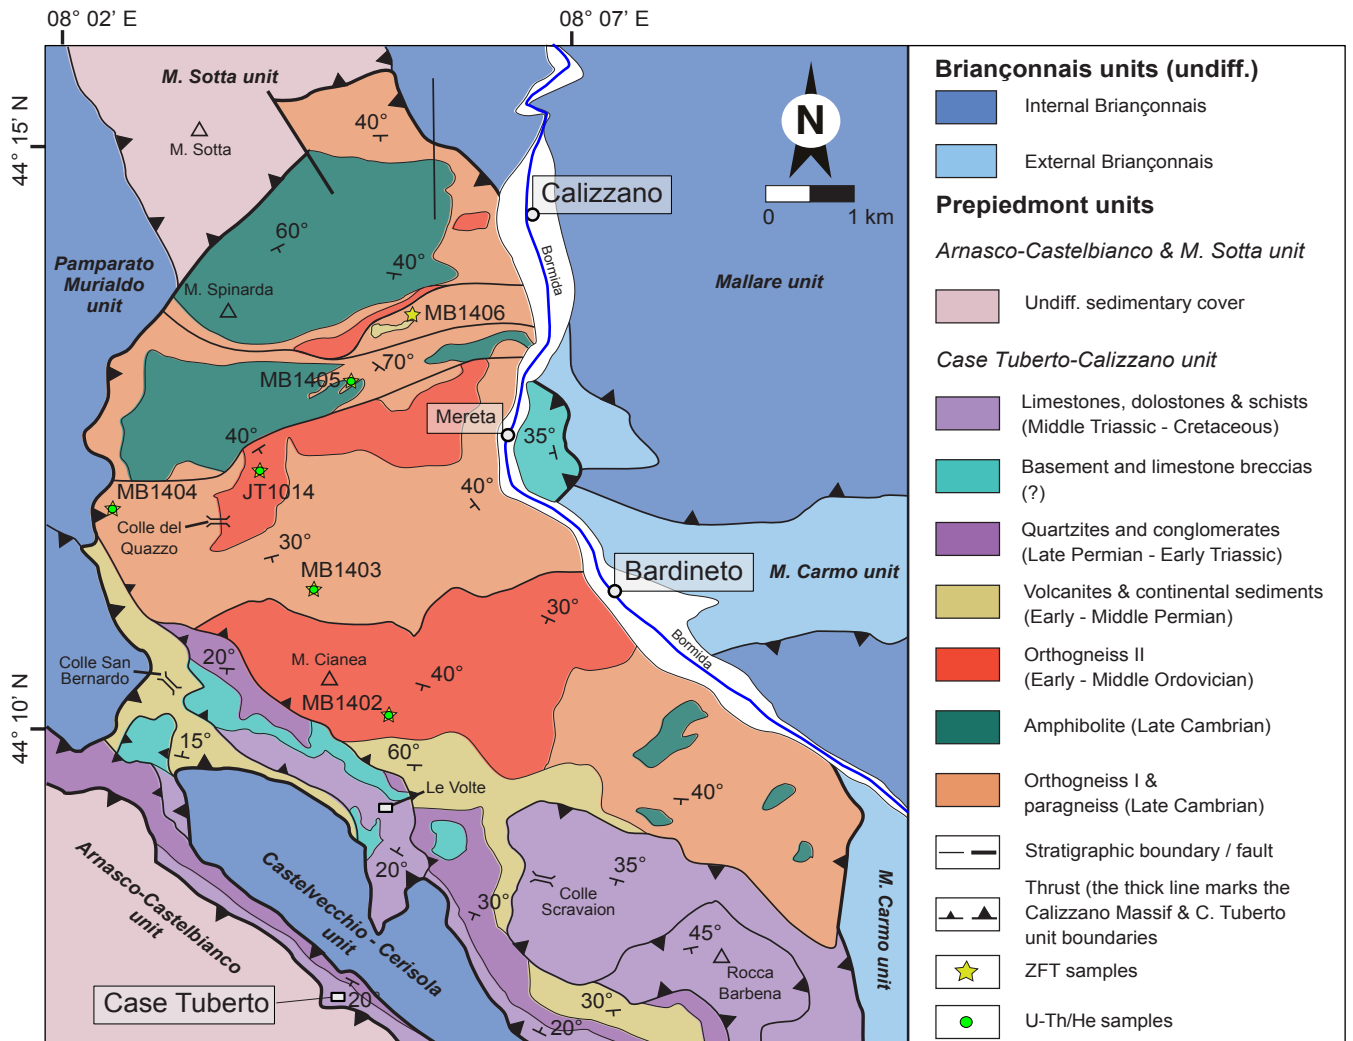 08° 02' E
08° 07' E
44° 15' N
44° 10' N
M. Sotta unit
M. Sotta
40°
Calizzano
N
0 1 km
60°
40°
Bormida
Pamparato
Murialdo
unit
M. Spinarda
Mallare unit
MB1406
70°
MB1405
Mereta
35°
40°
40°
MB1404
JT1014
Colle del
Quazzo
30°
MB1403
Bardineto
M. Carmo unit
30°
Bormida
20°
Colle San
Bernardo
M. Cianea
40°
MB1402
15°
60°
Le Volte
40°
Arnasco-Castelbianco
unit
Castelvecchio - Cerisola
unit
20°
35°
Colle
Scravaion
30°
45°
Rocca
Barbena
M. Carmo unit
Case Tuberto
20°
30°
20°
Briançonnais units (undiff.)
Internal Briançonnais
External Briançonnais
Prepiedmont units
Arnasco-Castelbianco & M. Sotta unit
Undiff. sedimentary cover
Case Tuberto-Calizzano unit
Limestones, dolostones & schists
(Middle Triassic - Cretaceous)
Basement and limestone breccias
(?)
Quartzites and conglomerates
(Late Permian - Early Triassic)
Volcanites & continental sediments
(Early - Middle Permian)
Orthogneiss II
(Early - Middle Ordovician)
Amphibolite (Late Cambrian)
Orthogneiss I &
paragneiss (Late Cambrian)
Stratigraphic boundary / fault
Thrust (the thick line marks the
Calizzano Massif & C. Tuberto
unit boundaries
ZFT samples
U-Th/He samples